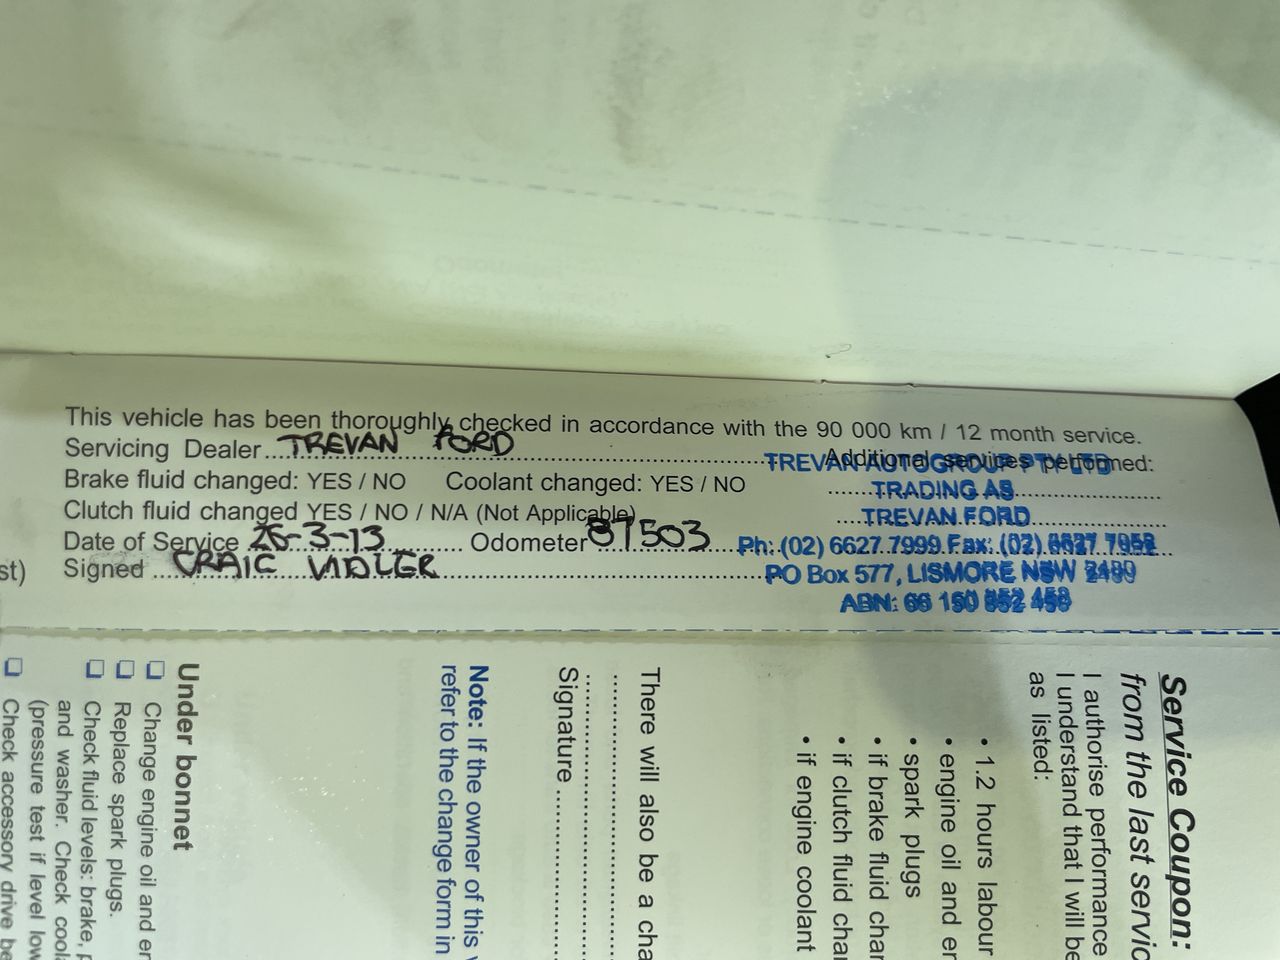 This vehicle has been thoroughly checked in accordance with the 90 000 km / 12 month service.
Servicing Dealer...TREVAN FORD
Additional services performed:
Brake fluid changed: YES / NO Coolant changed: YES / NO
Clutch fluid changed YES / NO / N/A (Not Applicable)
Date of Service 26-3-13 Odometer 87503
Signed CRAIG VIDLER
st)
TREVAN AUTO GROUP PTY LTD
TRADING AS
TREVAN FORD
Ph: (02) 6627 7999 Fax: (02) 6627 7958
PO Box 577, LISMORE NSW 2480
ABN: 66 150 852 458
Service Coupon:
from the last servic
I authorise performance
I understand that I will be
as listed:
• 1.2 hours labour
• engine oil and en
• spark plugs
• if brake fluid char
• if clutch fluid char
• if engine coolant
There will also be a cha
Signature
Note: If the owner of this v
refer to the change form in
Under bonnet
❏ Change engine oil and en
❏ Replace spark plugs.
❏ Check fluid levels: brake, p
and washer. Check coola
(pressure test if level low
❏ Check accessory drive be